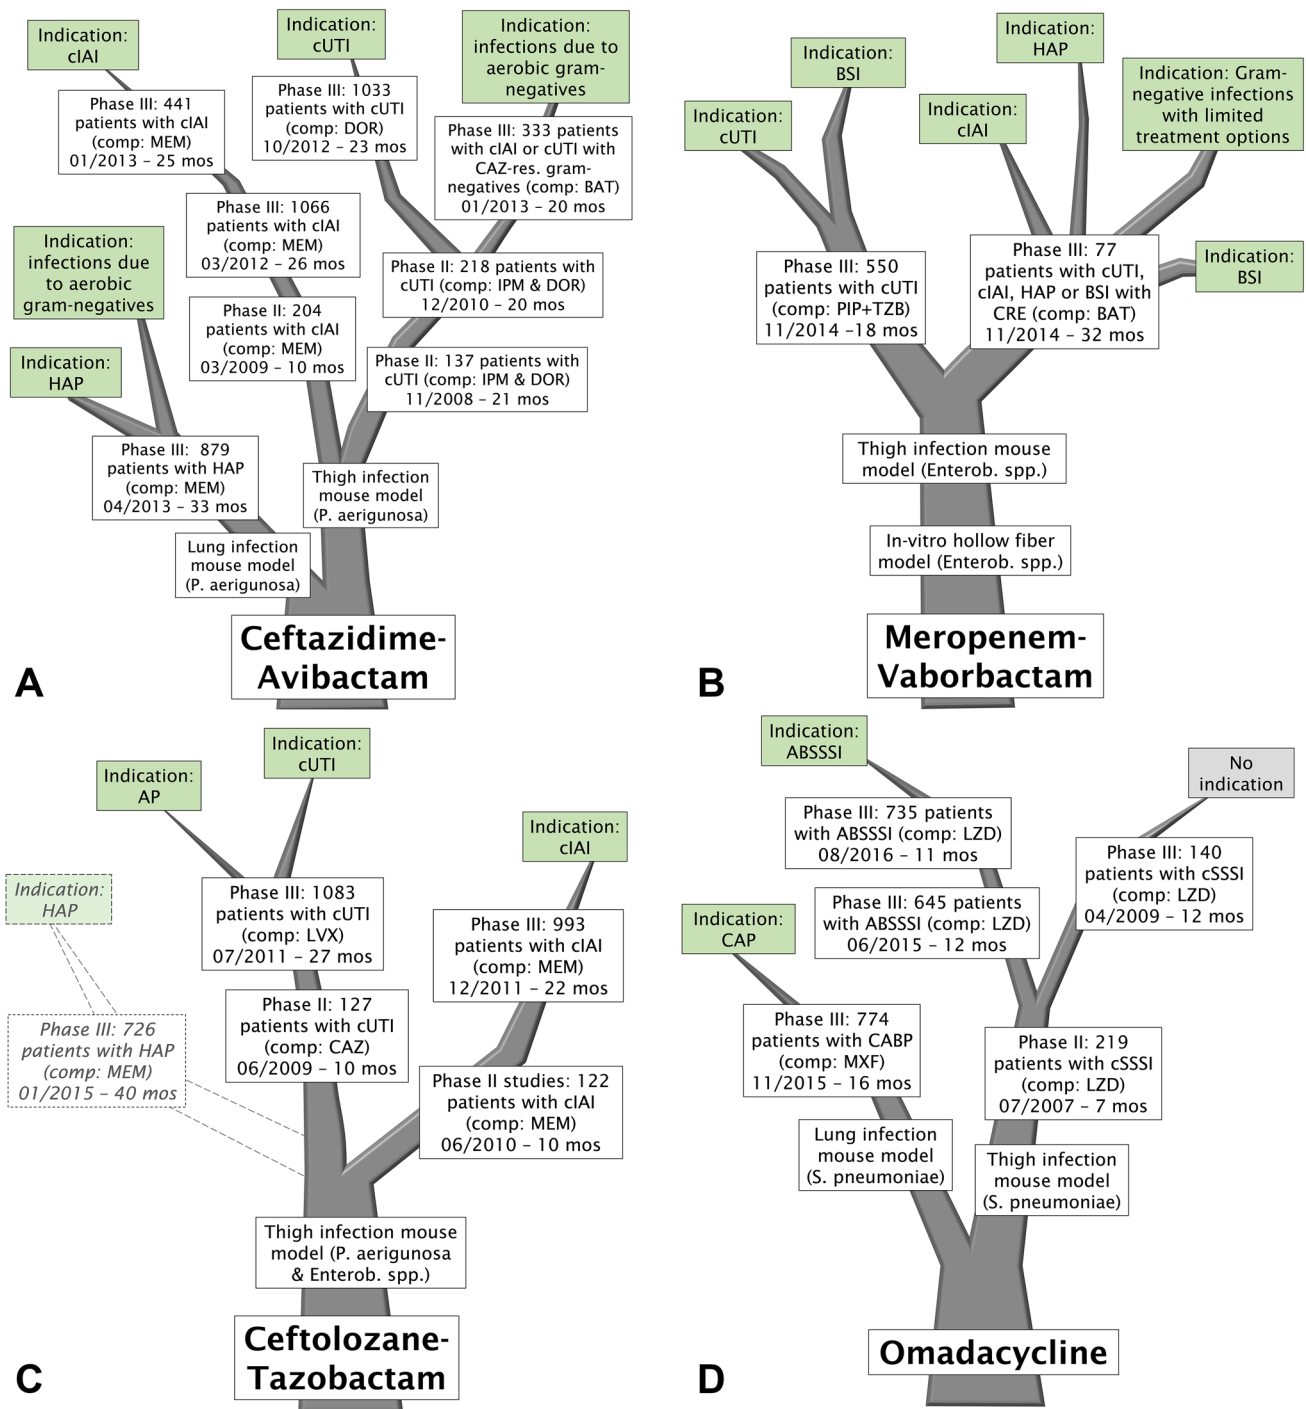 Indication:
cIAI
Indication:
cUTI
Indication:
infections due to
aerobic gram-
negatives
Phase III: 441
patients with cIAI
(comp: MEM)
01/2013 – 25 mos
Phase III: 1033
patients with cUTI
(comp: DOR)
10/2012 – 23 mos
Phase III: 333 patients
with cIAI or cUTI with
CAZ-res. gram-
negatives (comp: BAT)
01/2013 – 20 mos
Phase III: 1066
patients with cIAI
(comp: MEM)
03/2012 – 26 mos
Indication:
infections due
to aerobic
gram-negatives
Phase II: 218 patients with
cUTI (comp: IPM & DOR)
12/2010 – 20 mos
Phase II: 204
patients with cIAI
(comp: MEM)
03/2009 – 10 mos
Indication:
HAP
Phase II: 137 patients with
cUTI (comp: IPM & DOR)
11/2008 – 21 mos
Phase III:  879
patients with HAP
(comp: MEM)
04/2013 – 33 mos
Thigh infection
mouse model
(P. aerigunosa)
Lung infection
mouse model
(P. aerigunosa)
Ceftazidime-
Avibactam
A
Indication:
cUTI
Indication:
BSI
Indication:
HAP
Indication:
cIAI
Indication: Gram-
negative infections
with limited
treatment options
Indication:
BSI
Phase III: 550
patients with cUTI
(comp: PIP+TZB)
11/2014 –18 mos
Phase III: 77
patients with cUTI,
cIAI, HAP or BSI with
CRE (comp: BAT)
11/2014 – 32 mos
Thigh infection mouse
model (Enterob. spp.)
In-vitro hollow fiber
model (Enterob. spp.)
Meropenem-
Vaborbactam
B
Indication:
AP
Indication:
cUTI
Indication:
cIAI
Indication:
HAP
Phase III: 1083
patients with cUTI
(comp: LVX)
07/2011 – 27 mos
Phase III: 993
patients with cIAI
(comp: MEM)
12/2011 – 22 mos
Phase II: 127
patients with cUTI
(comp: CAZ)
06/2009 – 10 mos
Phase III: 726
patients with HAP
(comp: MEM)
01/2015 – 40 mos
Phase II studies: 122
patients with cIAI
(comp: MEM)
06/2010 – 10 mos
Thigh infection mouse
model (P. aerigunosa
& Enterob. spp.)
Ceftolozane-
Tazobactam
C
Indication:
ABSSSI
No
indication
Phase III: 735 patients
with ABSSSI (comp: LZD)
08/2016 – 11 mos
Phase III: 140
patients with cSSSI
(comp: LZD)
04/2009 – 12 mos
Phase III: 645 patients
with ABSSSI (comp: LZD)
06/2015 – 12 mos
Indication:
CAP
Phase III: 774
patients with CABP
(comp: MXF)
11/2015 – 16 mos
Phase II: 219
patients with cSSSI
(comp: LZD)
07/2007 – 7 mos
Lung infection
mouse model
(S. pneumoniae)
Thigh infection
mouse model
(S. pneumoniae)
Omadacycline
D